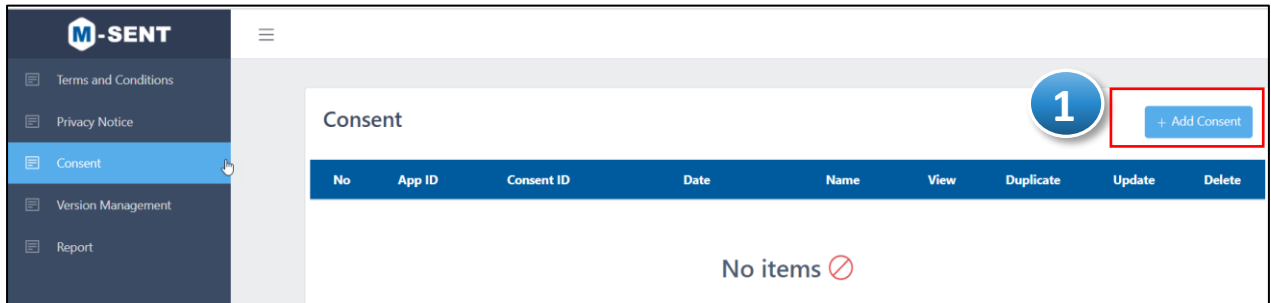 M-SENT
Terms and Conditions
Privacy Notice
Consent
Version Management
Report
Consent
1
+ Add Consent
No App ID Consent ID Date Name View Duplicate Update Delete
No items